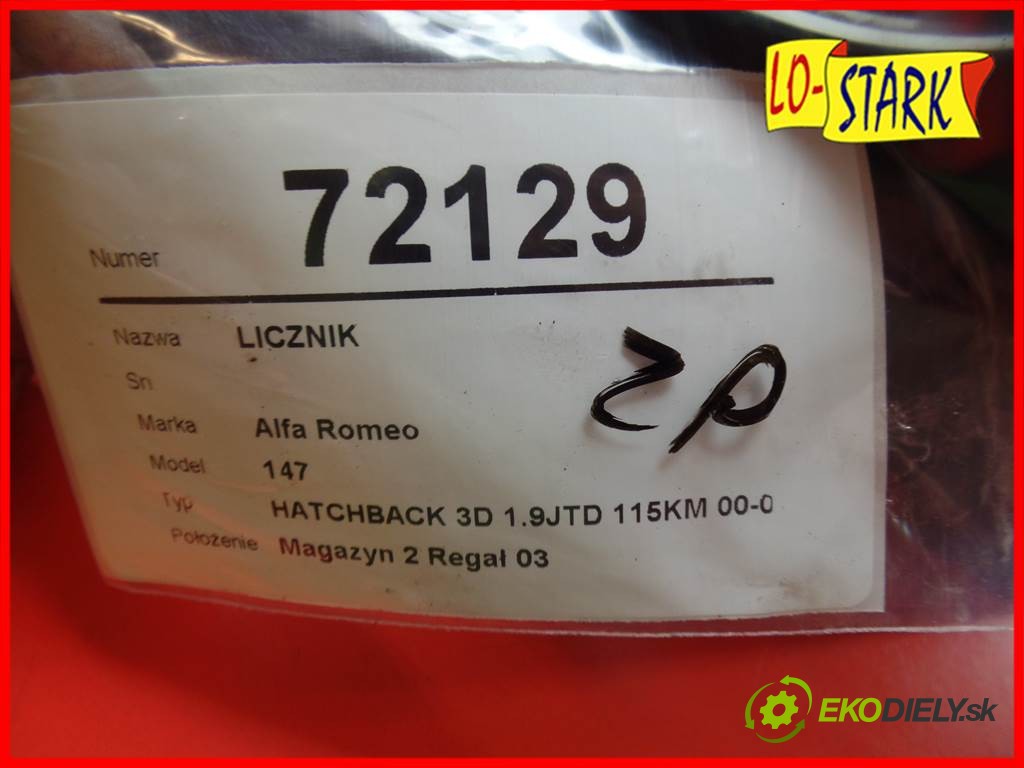 LO-STARK
Numer 72129
Nazwa LICZNIK
Sn
Marka Alfa Romeo
Model 147
Typ HATCHBACK 3D 1.9JTD 115KM 00-0
Położenie Magazyn 2 Regał 03
EKODIELY.sk